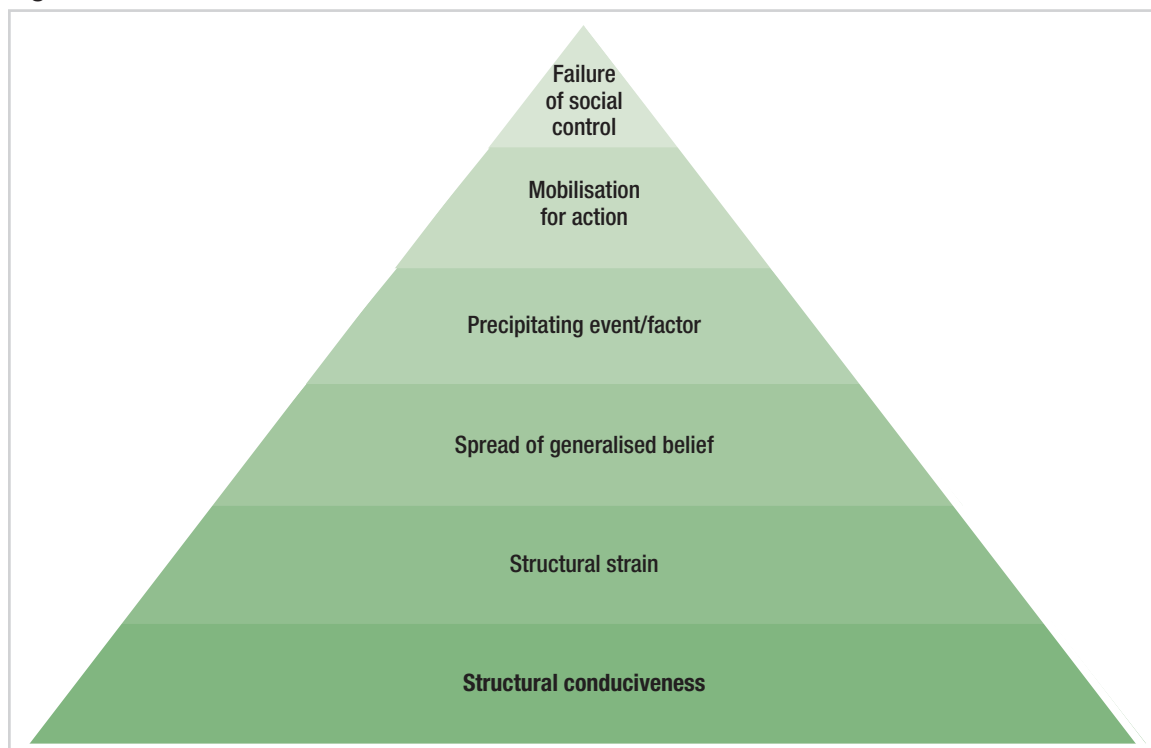 Failure
of social
control
Mobilisation
for action
Precipitating event/factor
Spread of generalised belief
Structural strain
Structural conduciveness